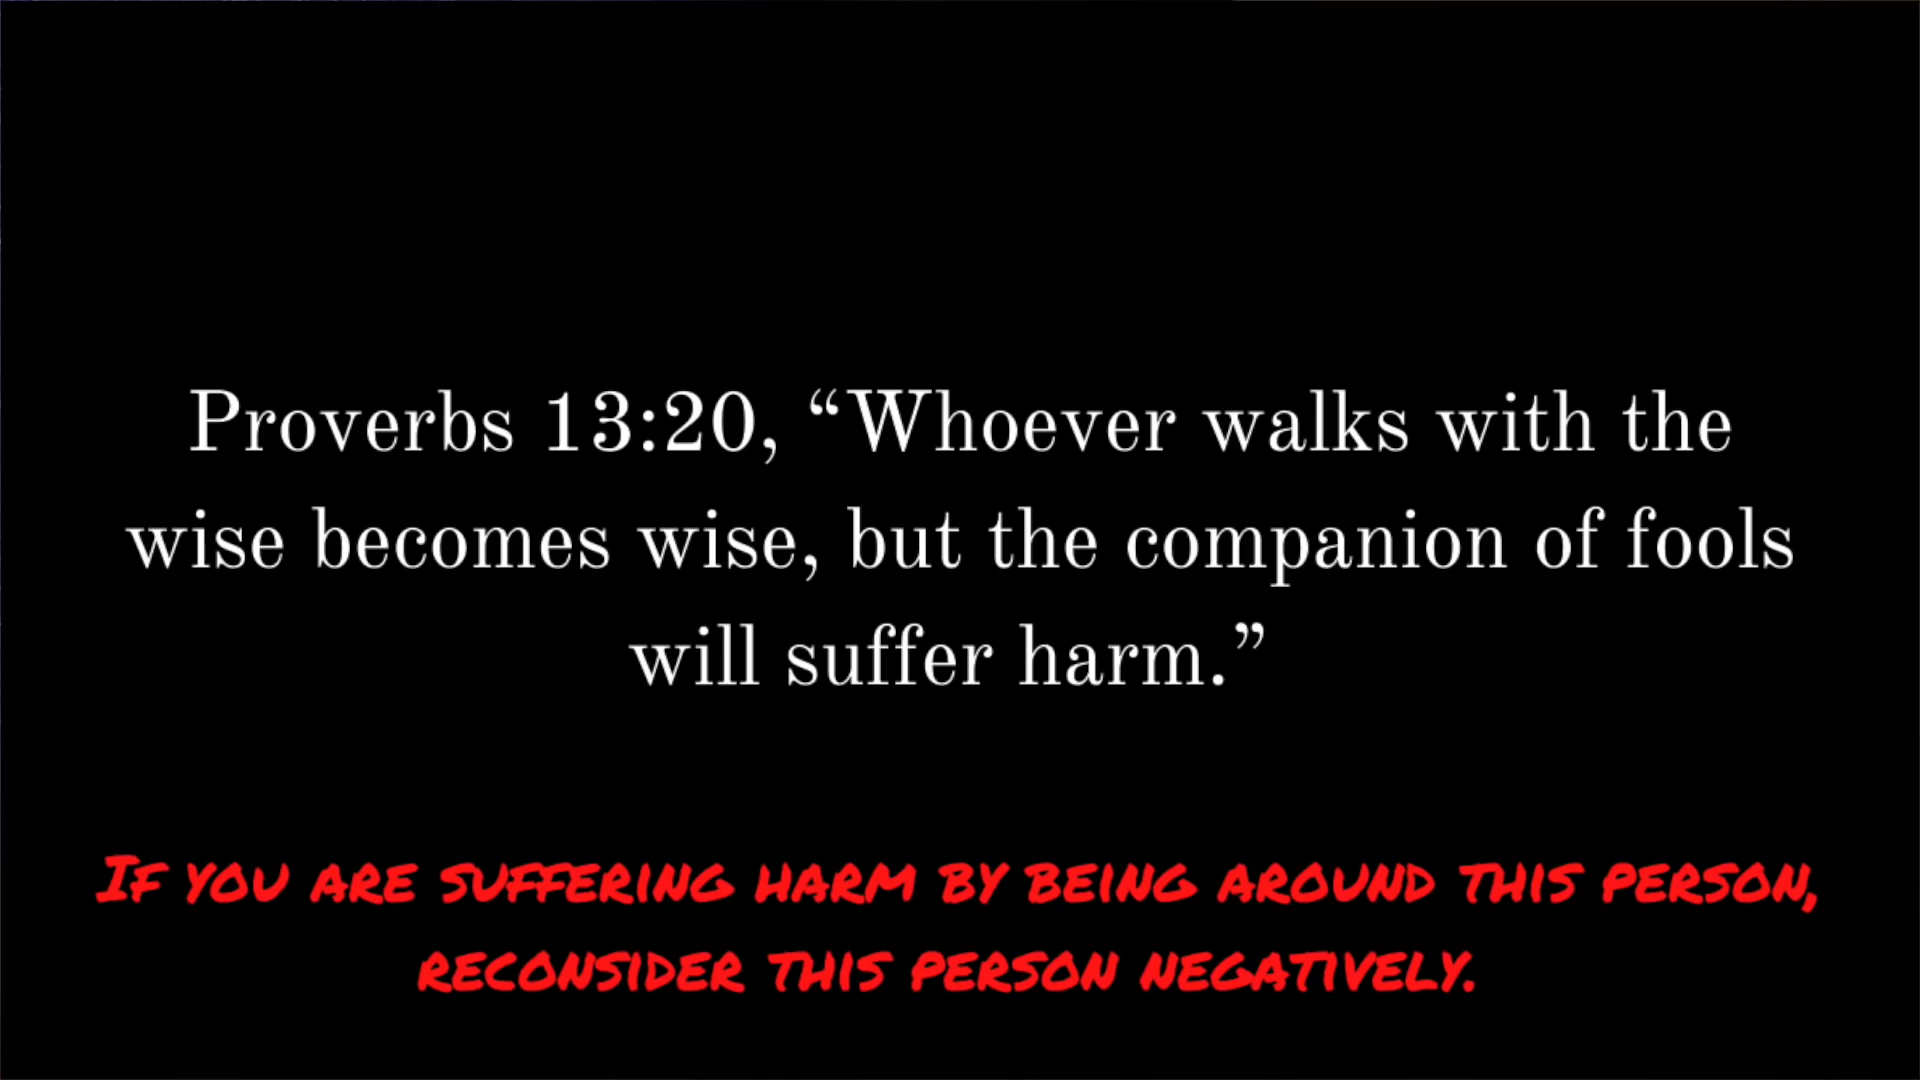 Proverbs 13:20, “Whoever walks with the
wise becomes wise, but the companion of fools
will suffer harm.”
If you are suffering harm by being around this person,
reconsider this person negatively.